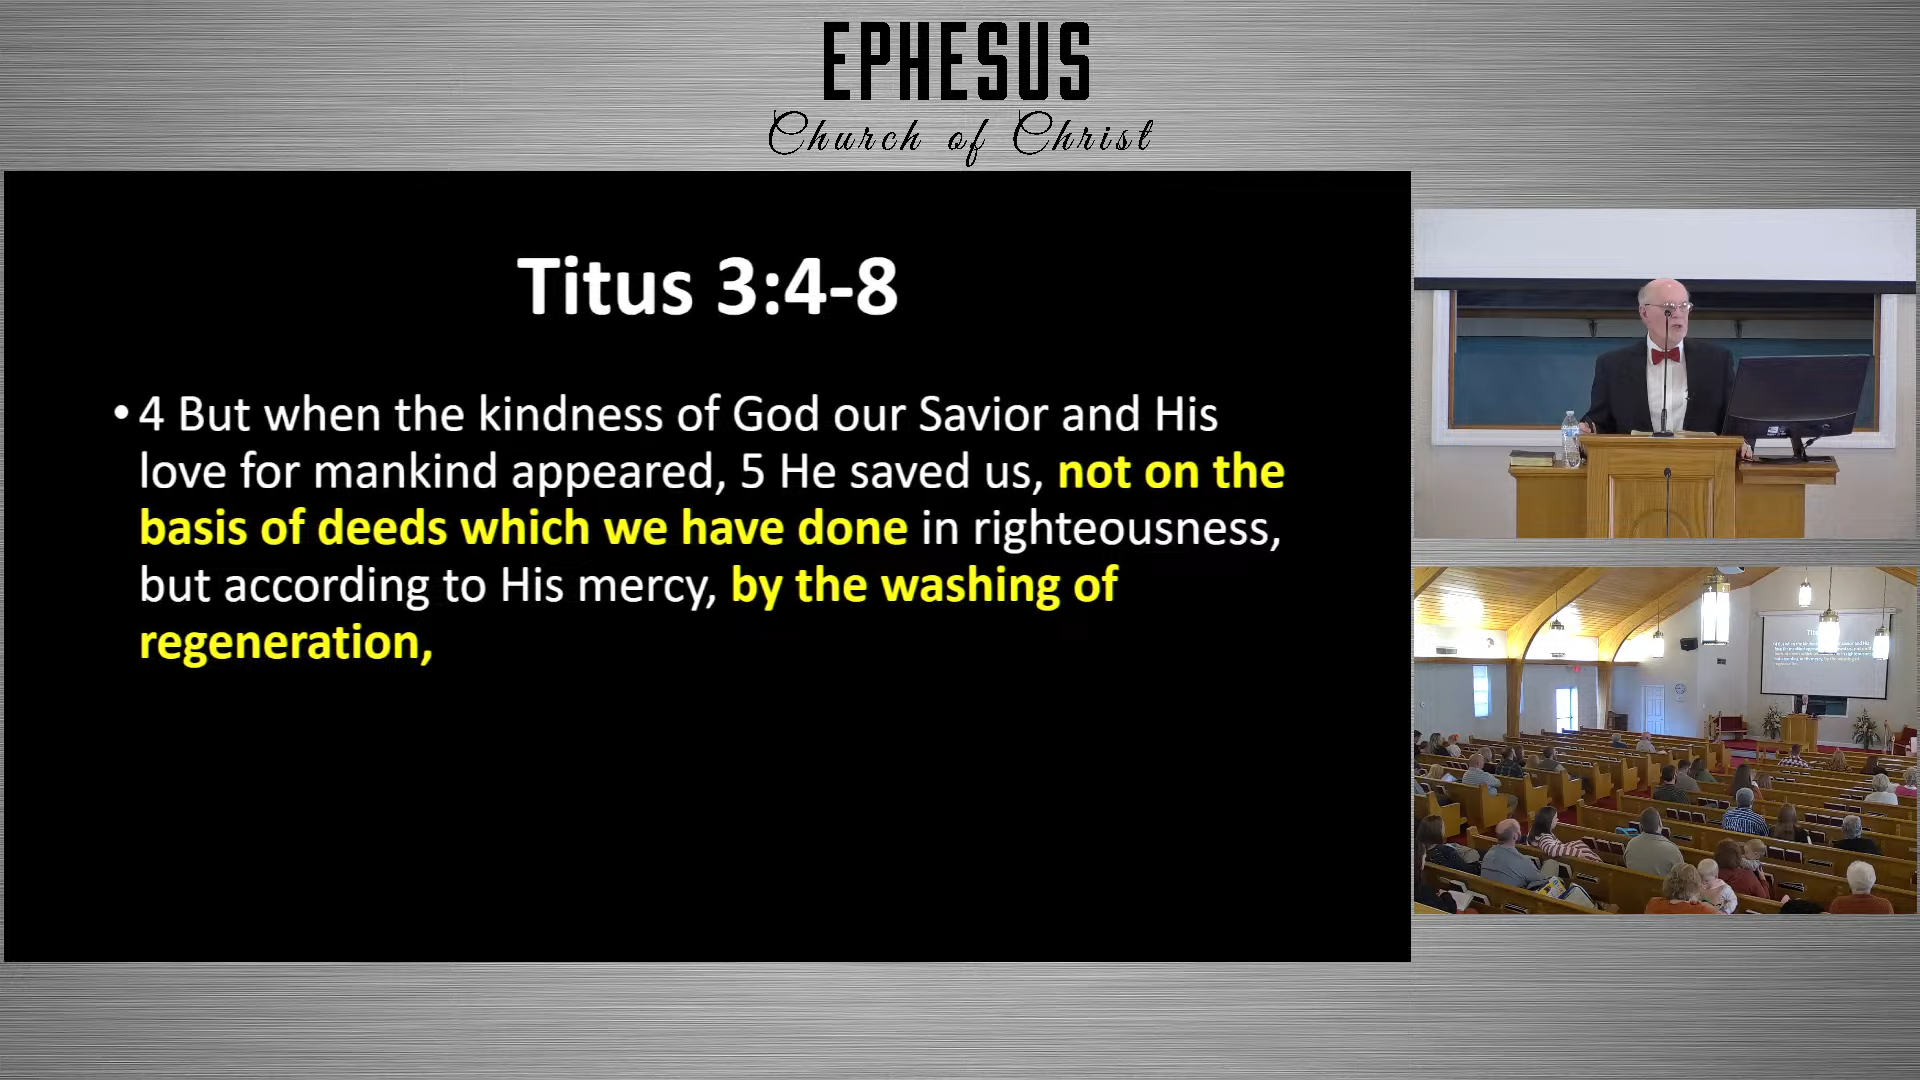 EPHESUS
Church of Christ
Titus 3:4-8
• 4 But when the kindness of God our Savior and His
love for mankind appeared, 5 He saved us, not on the
basis of deeds which we have done in righteousness,
but according to His mercy, by the washing of
regeneration,